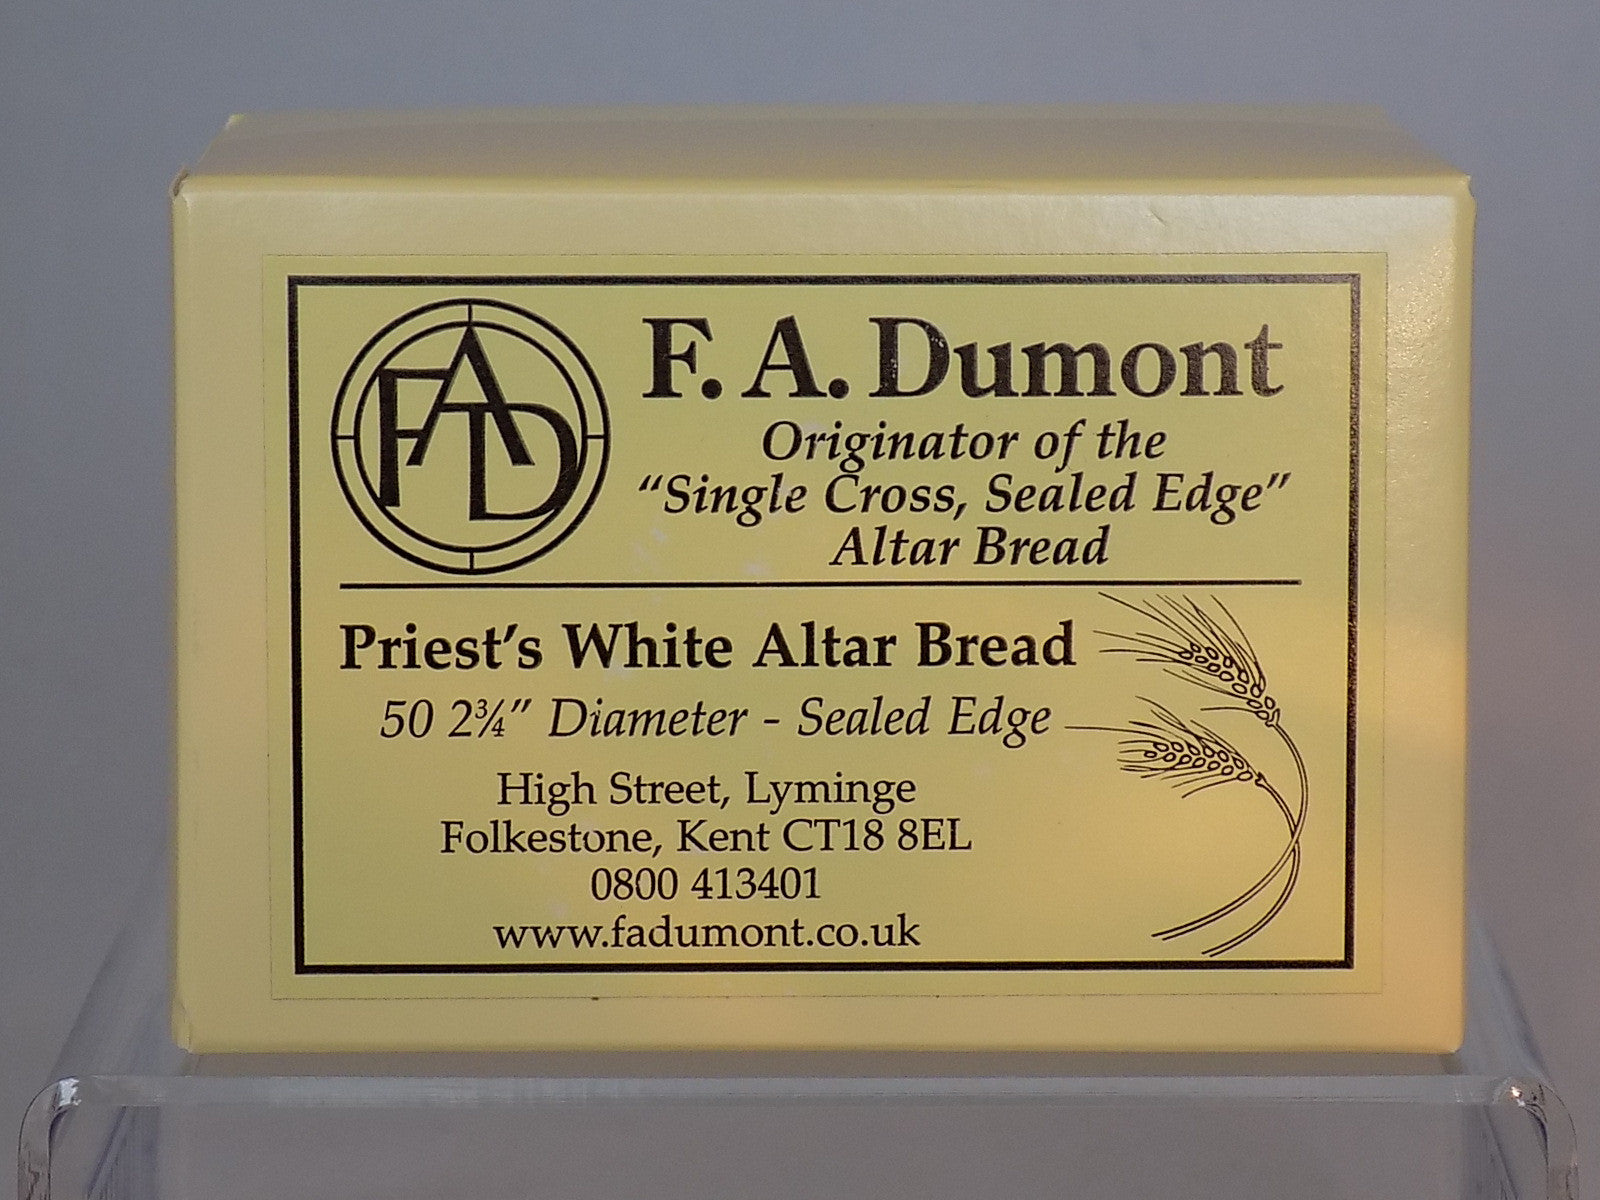 FAD
F. A. Dumont
Originator of the
“Single Cross, Sealed Edge”
Altar Bread
Priest’s White Altar Bread
50 2¾” Diameter - Sealed Edge
High Street, Lyminge
Folkestone, Kent CT18 8EL
0800 413401
www.fadumont.co.uk